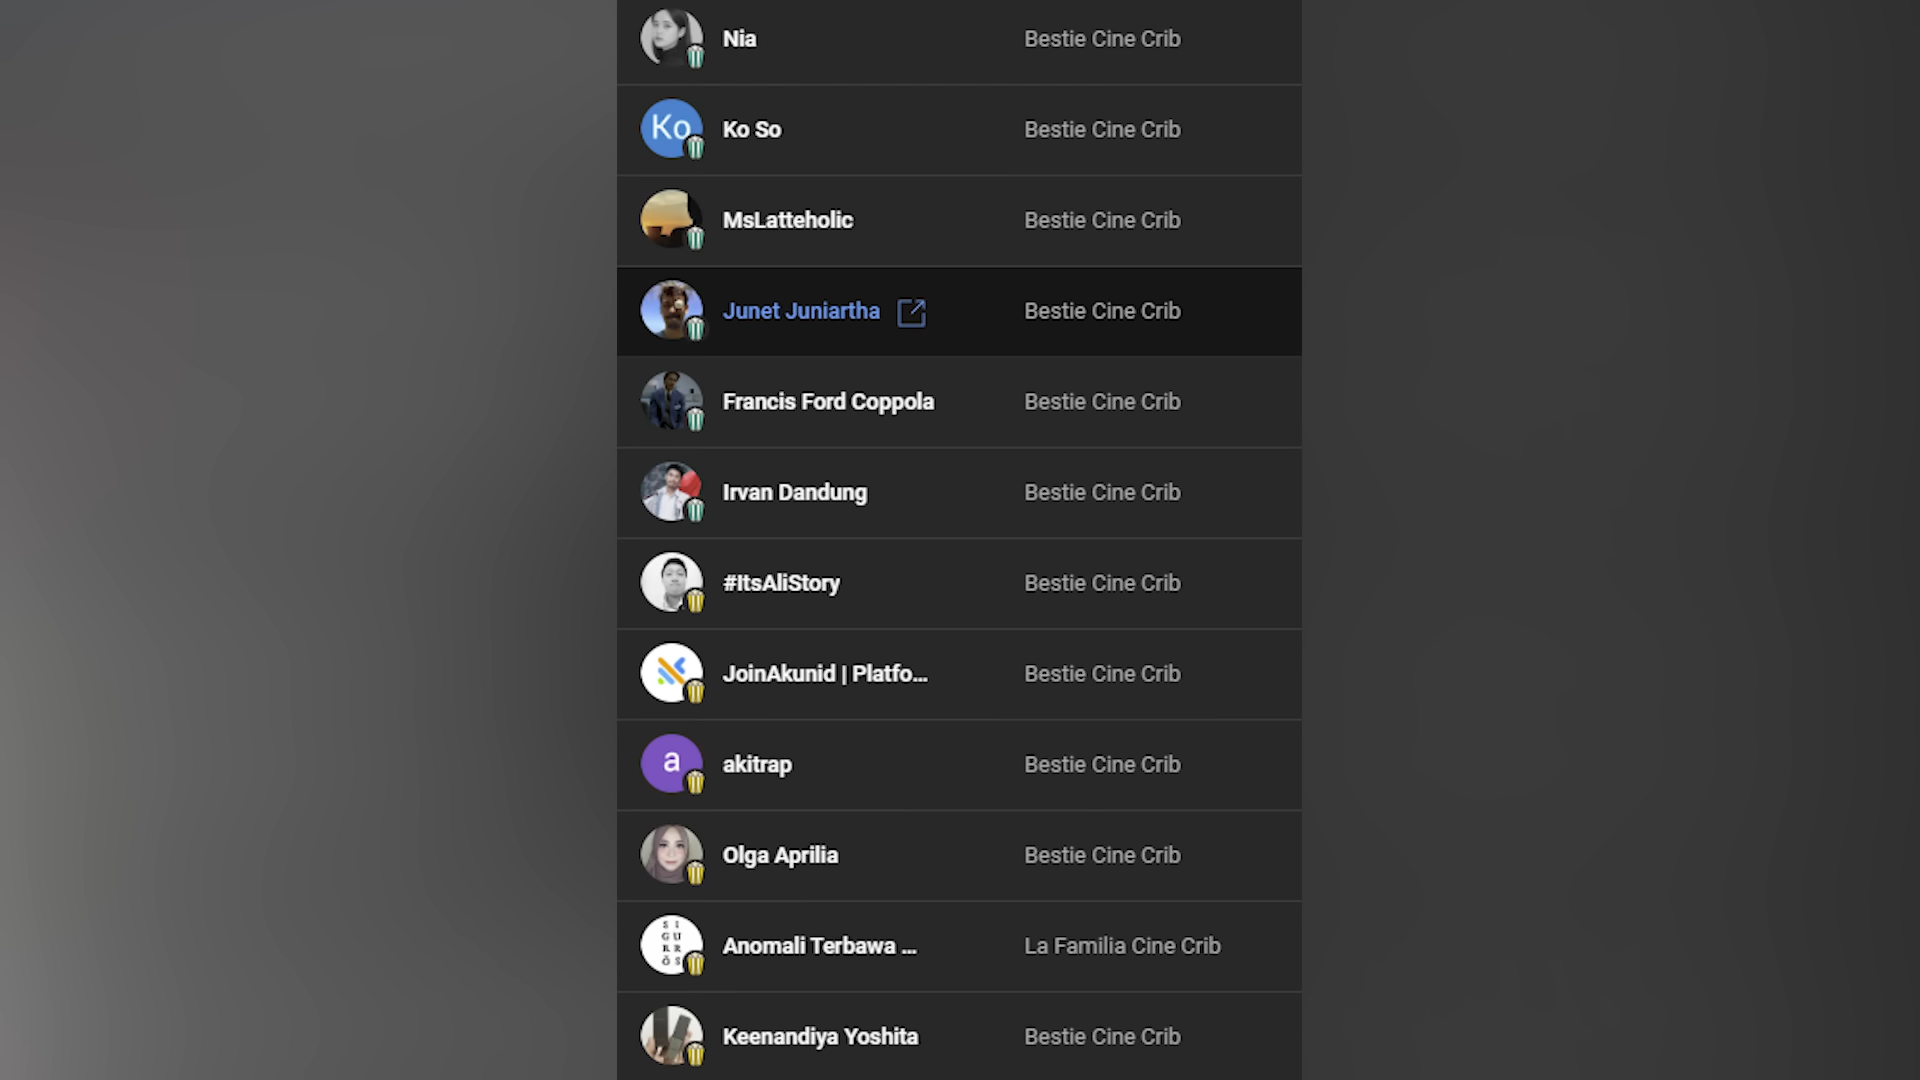 Nia Bestie Cine Crib
Ko Ko So Bestie Cine Crib
MsLatteholic Bestie Cine Crib
Junet Juniartha Bestie Cine Crib
Francis Ford Coppola Bestie Cine Crib
Irvan Dandung Bestie Cine Crib
#ItsAliStory Bestie Cine Crib
JoinAkunid | Platfo... Bestie Cine Crib
a akitrap Bestie Cine Crib
Olga Aprilia Bestie Cine Crib
SIGURRÓS Anomali Terbawa ... La Familia Cine Crib
Keenandiya Yoshita Bestie Cine Crib